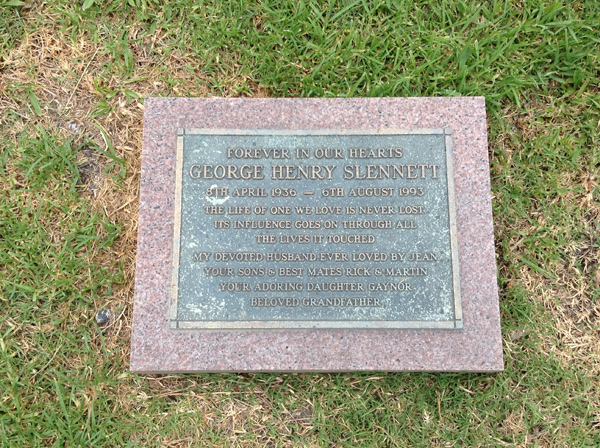 FOREVER IN OUR HEARTS
GEORGE HENRY SLENNETT
5TH APRIL 1936 — 6TH AUGUST 1993
THE LIFE OF ONE WE LOVE IS NEVER LOST
ITS INFLUENCE GOES ON THROUGH ALL
THE LIVES IT TOUCHED
MY DEVOTED HUSBAND EVER LOVED BY JEAN
YOUR SONS & BEST MATES RICK & MARTIN
YOUR ADORING DAUGHTER GAYNOR
BELOVED GRANDFATHER